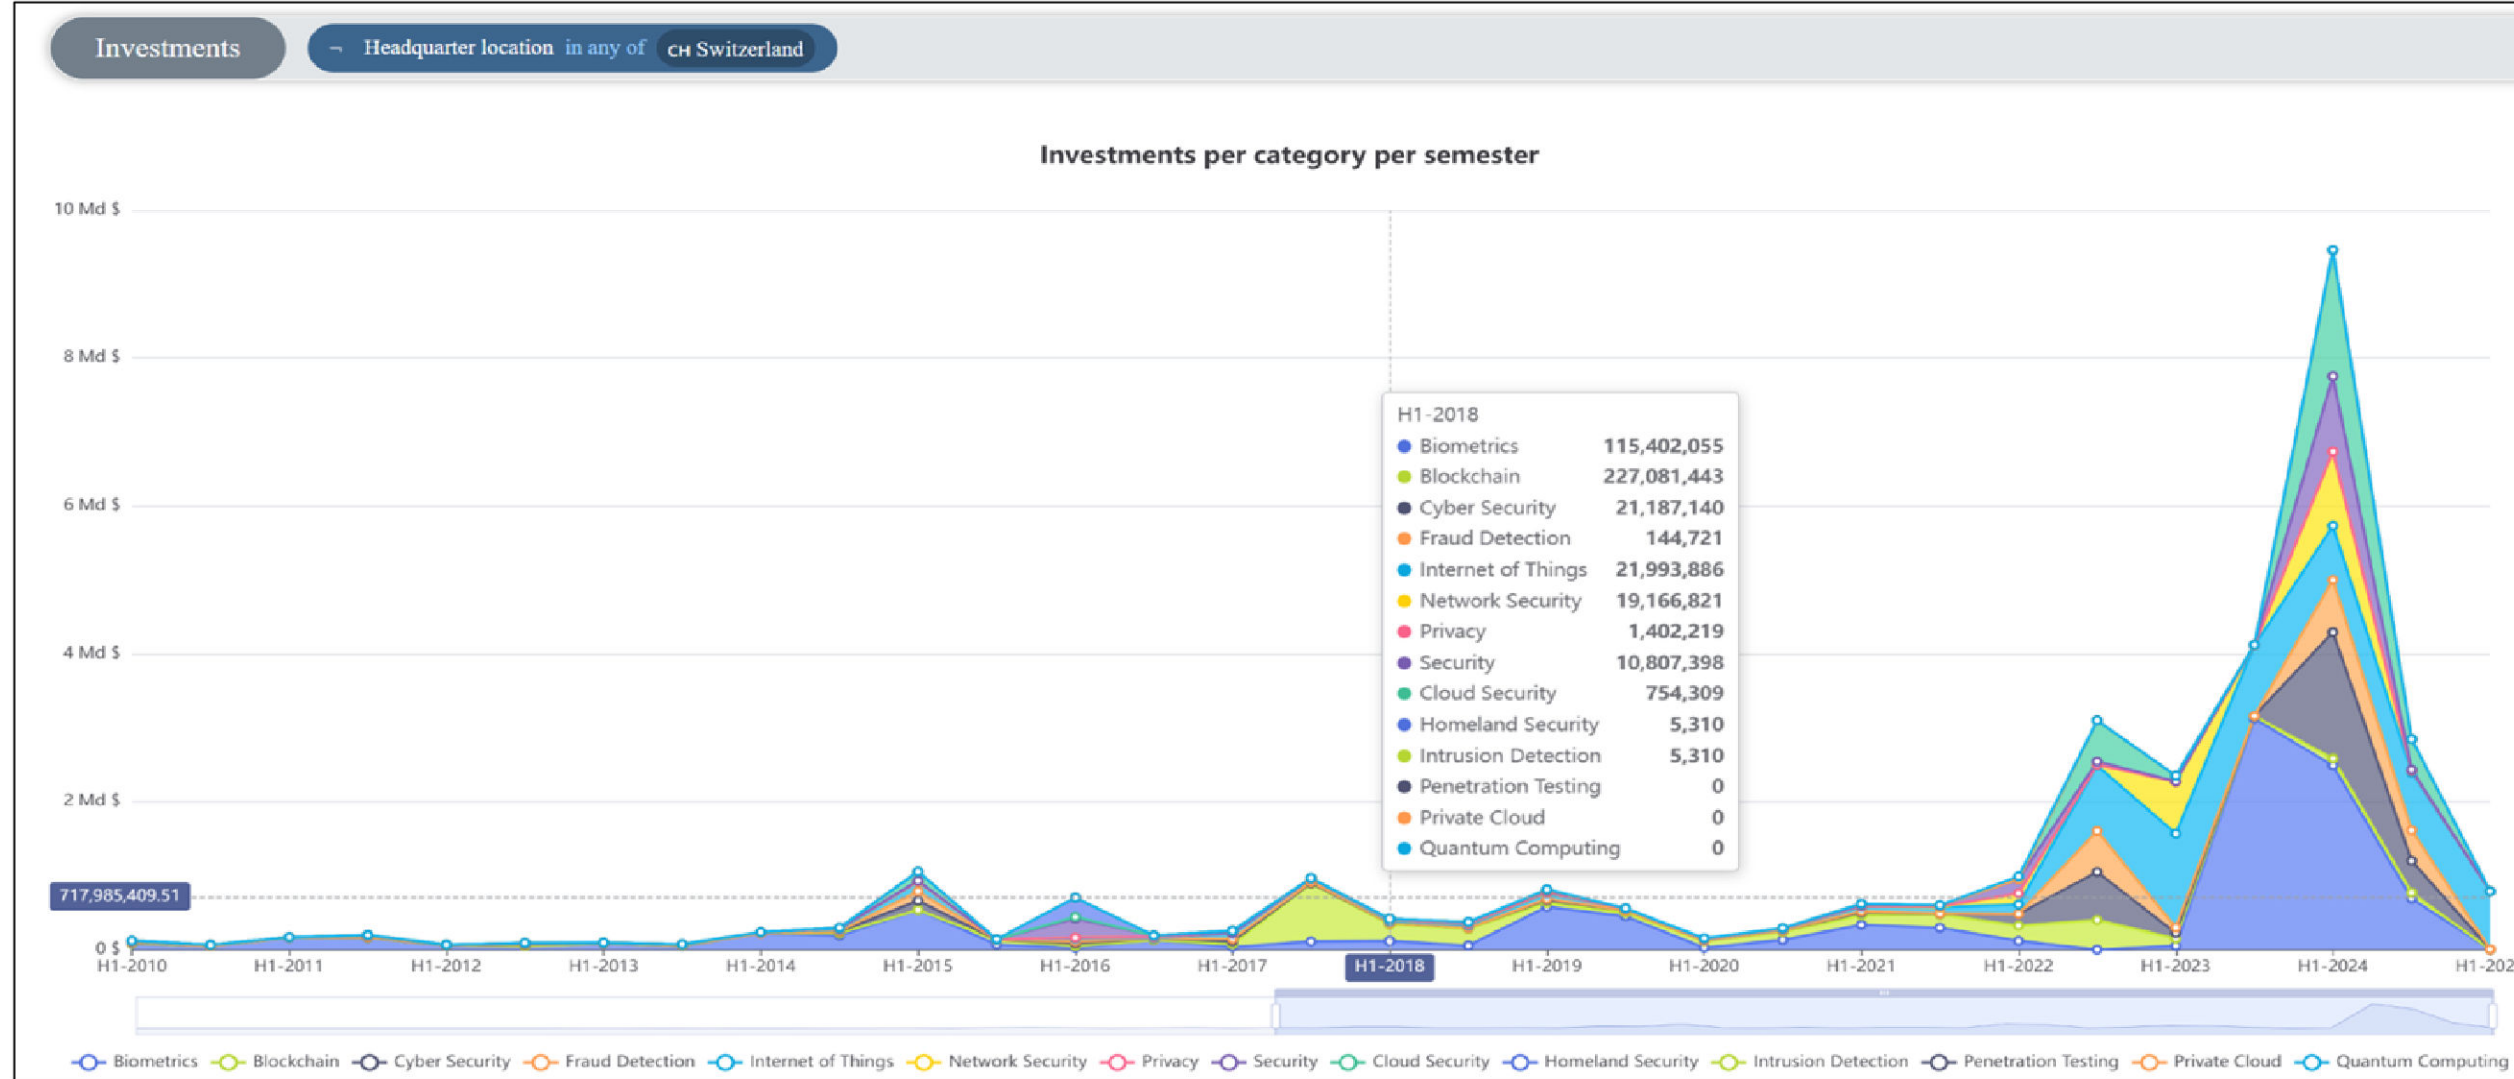 Investments ¬ Headquarter location in any of CH Switzerland
Investments per category per semester
10 Md $
8 Md $
6 Md $
4 Md $
2 Md $
717,985,409.51
0 $
H1-2018
Biometrics 115,402,055
Blockchain 227,081,443
Cyber Security 21,187,140
Fraud Detection 144,721
Internet of Things 21,993,886
Network Security 19,166,821
Privacy 1,402,219
Security 10,807,398
Cloud Security 754,309
Homeland Security 5,310
Intrusion Detection 5,310
Penetration Testing 0
Private Cloud 0
Quantum Computing 0
H1-2010 H1-2011 H1-2012 H1-2013 H1-2014 H1-2015 H1-2016 H1-2017 H1-2018 H1-2019 H1-2020 H1-2021 H1-2022 H1-2023 H1-2024 H1-202
Biometrics Blockchain Cyber Security Fraud Detection Internet of Things Network Security Privacy Security Cloud Security Homeland Security Intrusion Detection Penetration Testing Private Cloud Quantum Computing